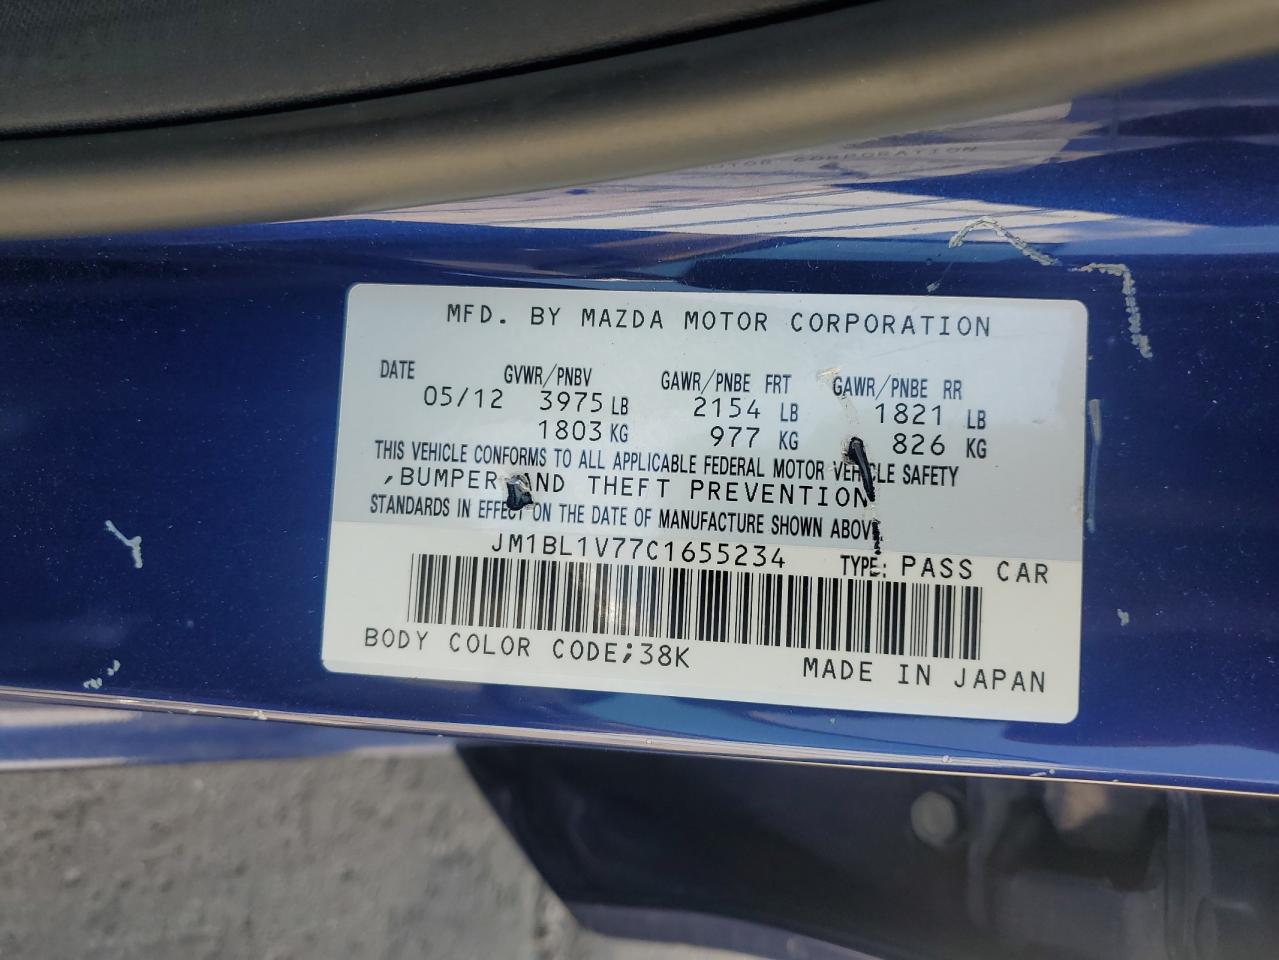 MOTOR CORPORATION
MFD. BY MAZDA MOTOR CORPORATION
DATE GVWR/PNBV GAWR/PNBE FRT GAWR/PNBE RR
05/12 3975 LB 2154 LB 1821 LB
1803 KG 977 KG 826 KG
THIS VEHICLE CONFORMS TO ALL APPLICABLE FEDERAL MOTOR VEHICLE SAFETY
,BUMPER AND THEFT PREVENTION
STANDARDS IN EFFECT ON THE DATE OF MANUFACTURE SHOWN ABOVE.
JM1BL1V77C1655234 TYPE: PASS CAR
BODY COLOR CODE;38K MADE IN JAPAN